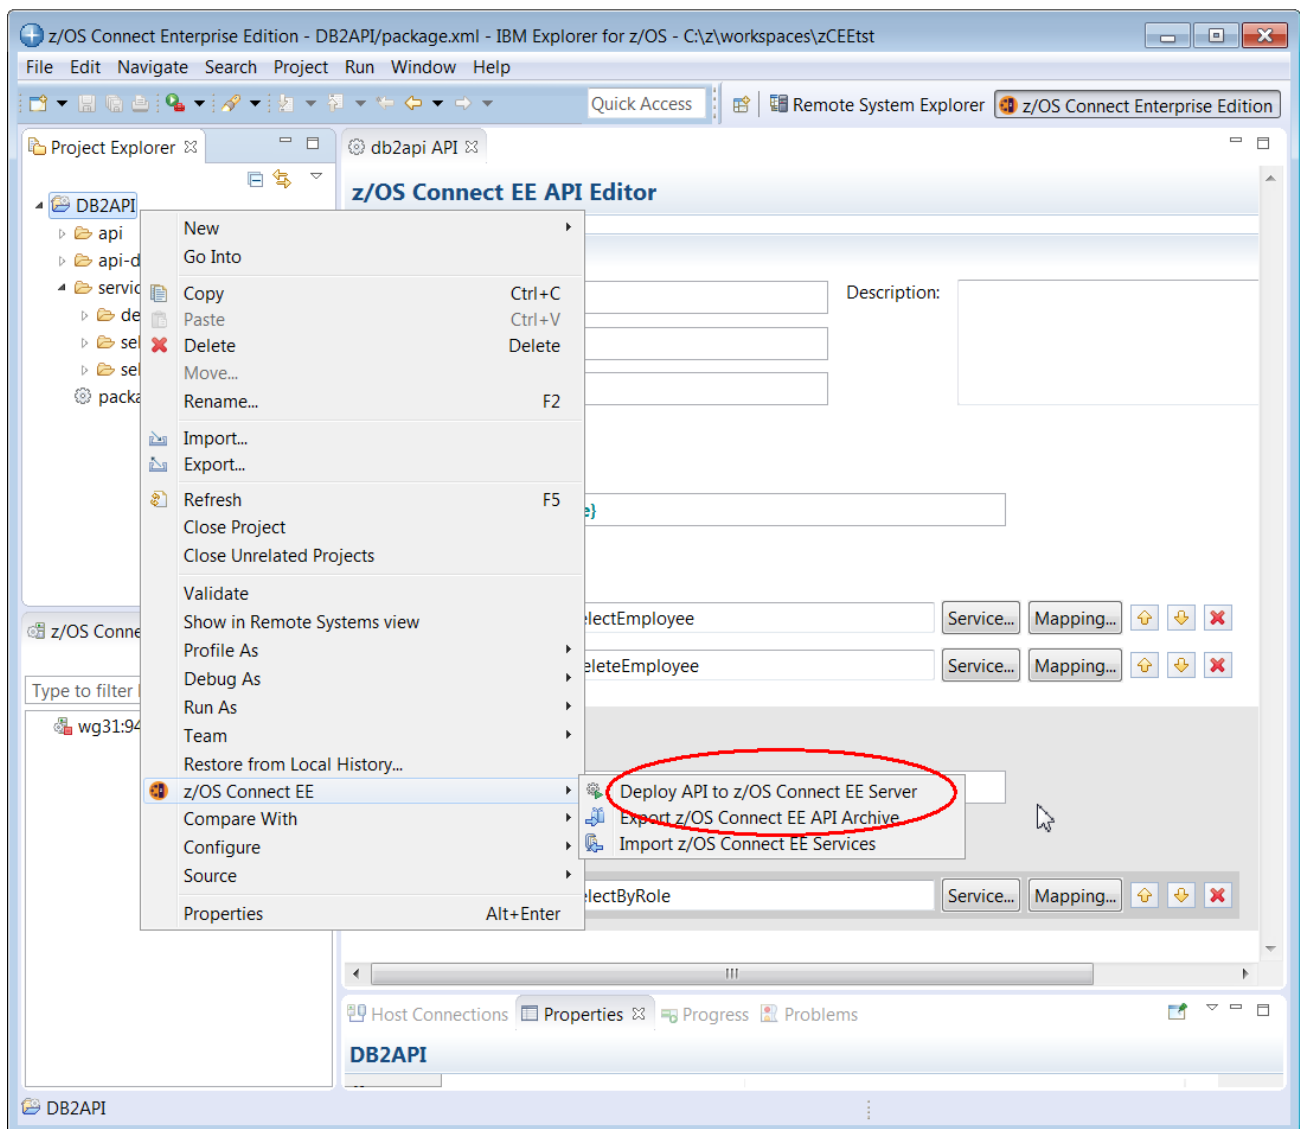 z/OS Connect Enterprise Edition - DB2API/package.xml - IBM Explorer for z/OS - C:\z\workspaces\zCEEtst
File Edit Navigate Search Project Run Window Help
Quick Access Remote System Explorer z/OS Connect Enterprise Edition
Project Explorer
db2api API
z/OS Connect EE API Editor
DB2API
api
api-d
servic
de
sel
sel
packa
New
Go Into
Copy Ctrl+C
Paste Ctrl+V
Delete Delete
Move...
Rename... F2
Import...
Export...
Refresh F5
Close Project
Close Unrelated Projects
Validate
Show in Remote Systems view
Profile As
Debug As
Run As
Team
Restore from Local History...
z/OS Connect EE
Compare With
Configure
Source
Properties Alt+Enter
Deploy API to z/OS Connect EE Server
Export z/OS Connect EE API Archive
Import z/OS Connect EE Services
Description:
e}
electEmployee Service... Mapping...
eleteEmployee Service... Mapping...
electByRole Service... Mapping...
z/OS Conne
Type to filter
wg31:94
Host Connections Properties Progress Problems
DB2API
DB2API